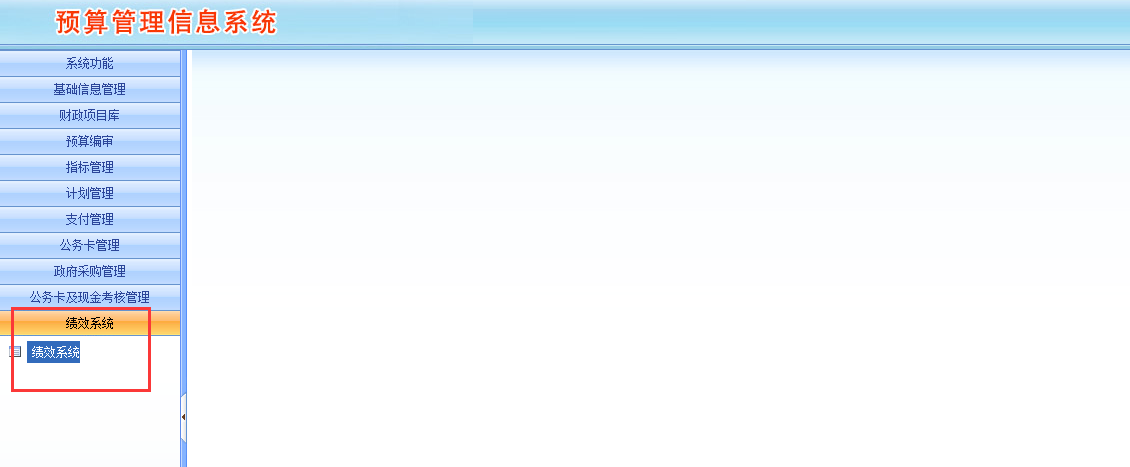 预算管理信息系统
系统功能
基础信息管理
财政项目库
预算编审
指标管理
计划管理
支付管理
公务卡管理
政府采购管理
公务卡及现金考核管理
绩效系统
绩效系统